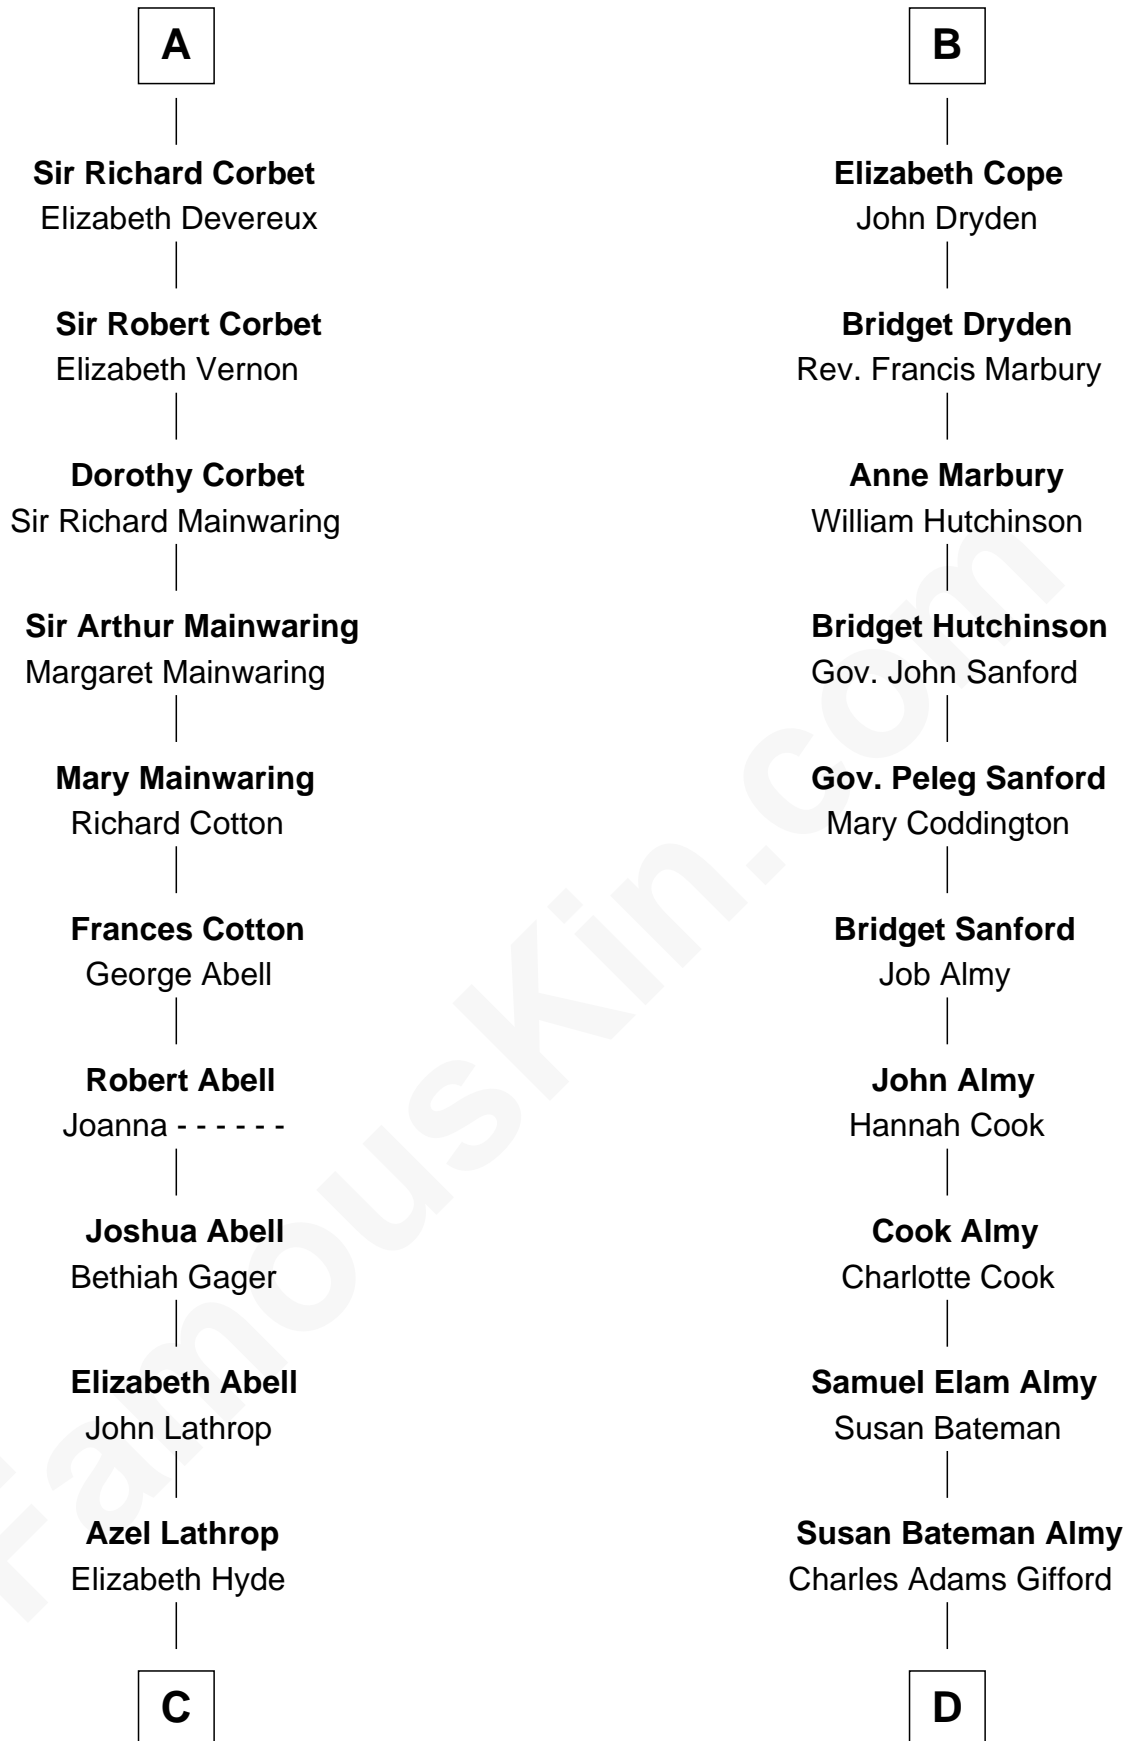 A
Sir Richard Corbet
Elizabeth Devereux
Sir Robert Corbet
Elizabeth Vernon
Dorothy Corbet
Sir Richard Mainwaring
Sir Arthur Mainwaring
Margaret Mainwaring
Mary Mainwaring
Richard Cotton
Frances Cotton
George Abell
Robert Abell
Joanna - - - - - -
Joshua Abell
Bethiah Gager
Elizabeth Abell
John Lathrop
Azel Lathrop
Elizabeth Hyde
C
B
Elizabeth Cope
John Dryden
Bridget Dryden
Rev. Francis Marbury
Anne Marbury
William Hutchinson
Bridget Hutchinson
Gov. John Sanford
Gov. Peleg Sanford
Mary Coddington
Bridget Sanford
Job Almy
John Almy
Hannah Cook
Cook Almy
Charlotte Cook
Samuel Elam Almy
Susan Bateman
Susan Bateman Almy
Charles Adams Gifford
D
FamousKin.com